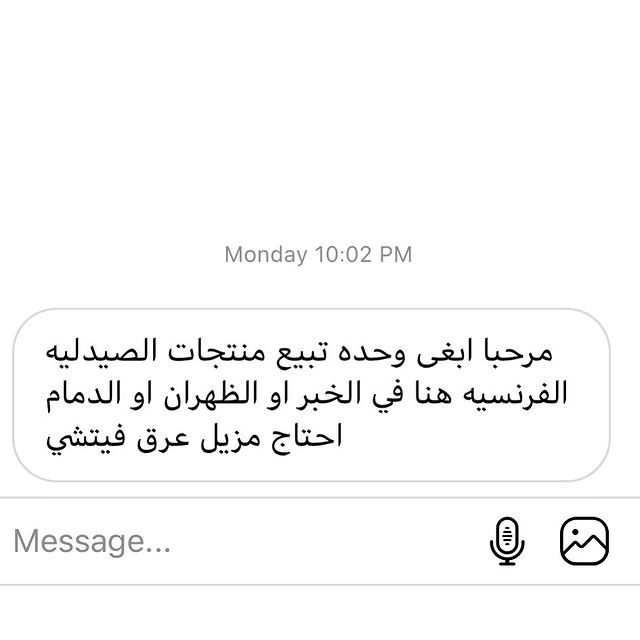 Monday 10:02 PM
مرحبا ابغى وحده تبيع منتجات الصيدليه
الفرنسيه هنا في الخبر او الظهران او الدمام
احتاج مزيل عرق فيتشي
Message...